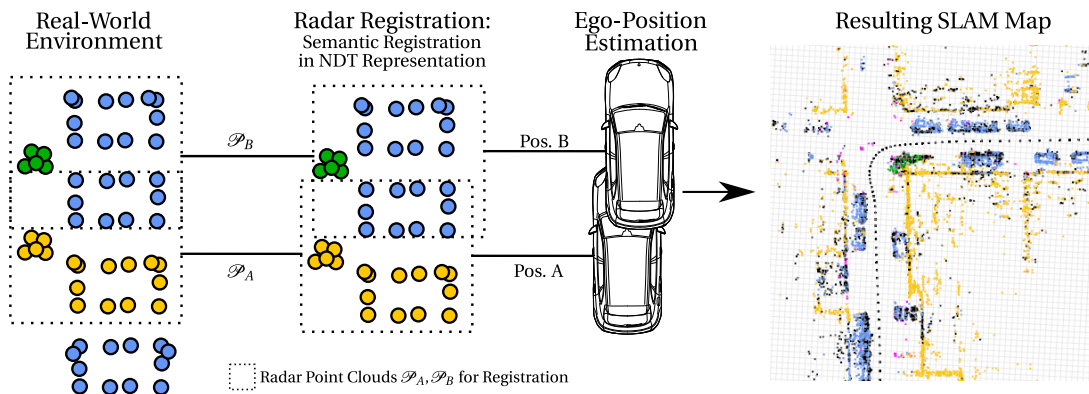 Real-World
Environment
Radar Registration:
Semantic Registration
in NDT Representation
Ego-Position
Estimation
Resulting SLAM Map
𝒫B
Pos. B
𝒫A
Pos. A
Radar Point Clouds 𝒫A, 𝒫B for Registration